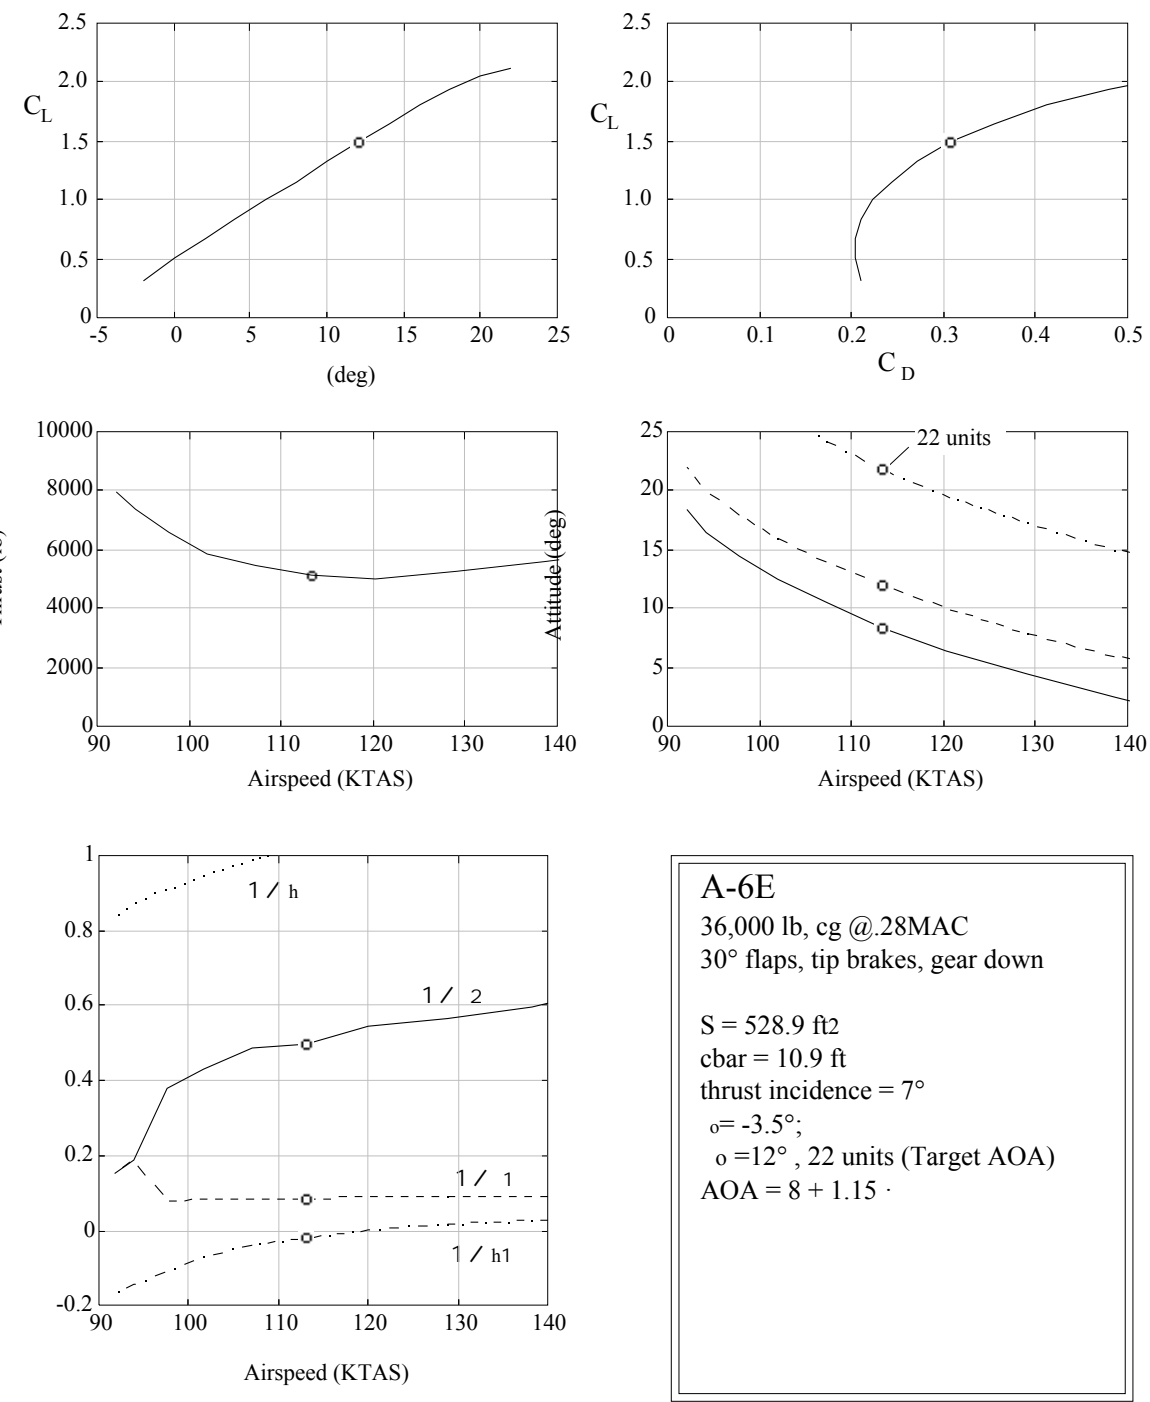 2.5
2.0
C_L
1.5
1.0
0.5
0
-5 0 5 10 15 20 25
(deg)
2.5
2.0
C_L
1.5
1.0
0.5
0
0 0.1 0.2 0.3 0.4 0.5
C_D
10000
8000
6000
4000
2000
0
90 100 110 120 130 140
Airspeed (KTAS)
25
22 units
20
15
Attitude (deg)
10
5
0
90 100 110 120 130 140
Airspeed (KTAS)
1
1/ h
0.8
0.6
1/ 2
0.4
0.2
1/ 1
0
1/ h1
-0.2
90 100 110 120 130 140
Airspeed (KTAS)
A-6E
36,000 lb, cg @.28MAC
30° flaps, tip brakes, gear down
S = 528.9 ft2
cbar = 10.9 ft
thrust incidence = 7°
o= -3.5°;
o =12° , 22 units (Target AOA)
AOA = 8 + 1.15 ·